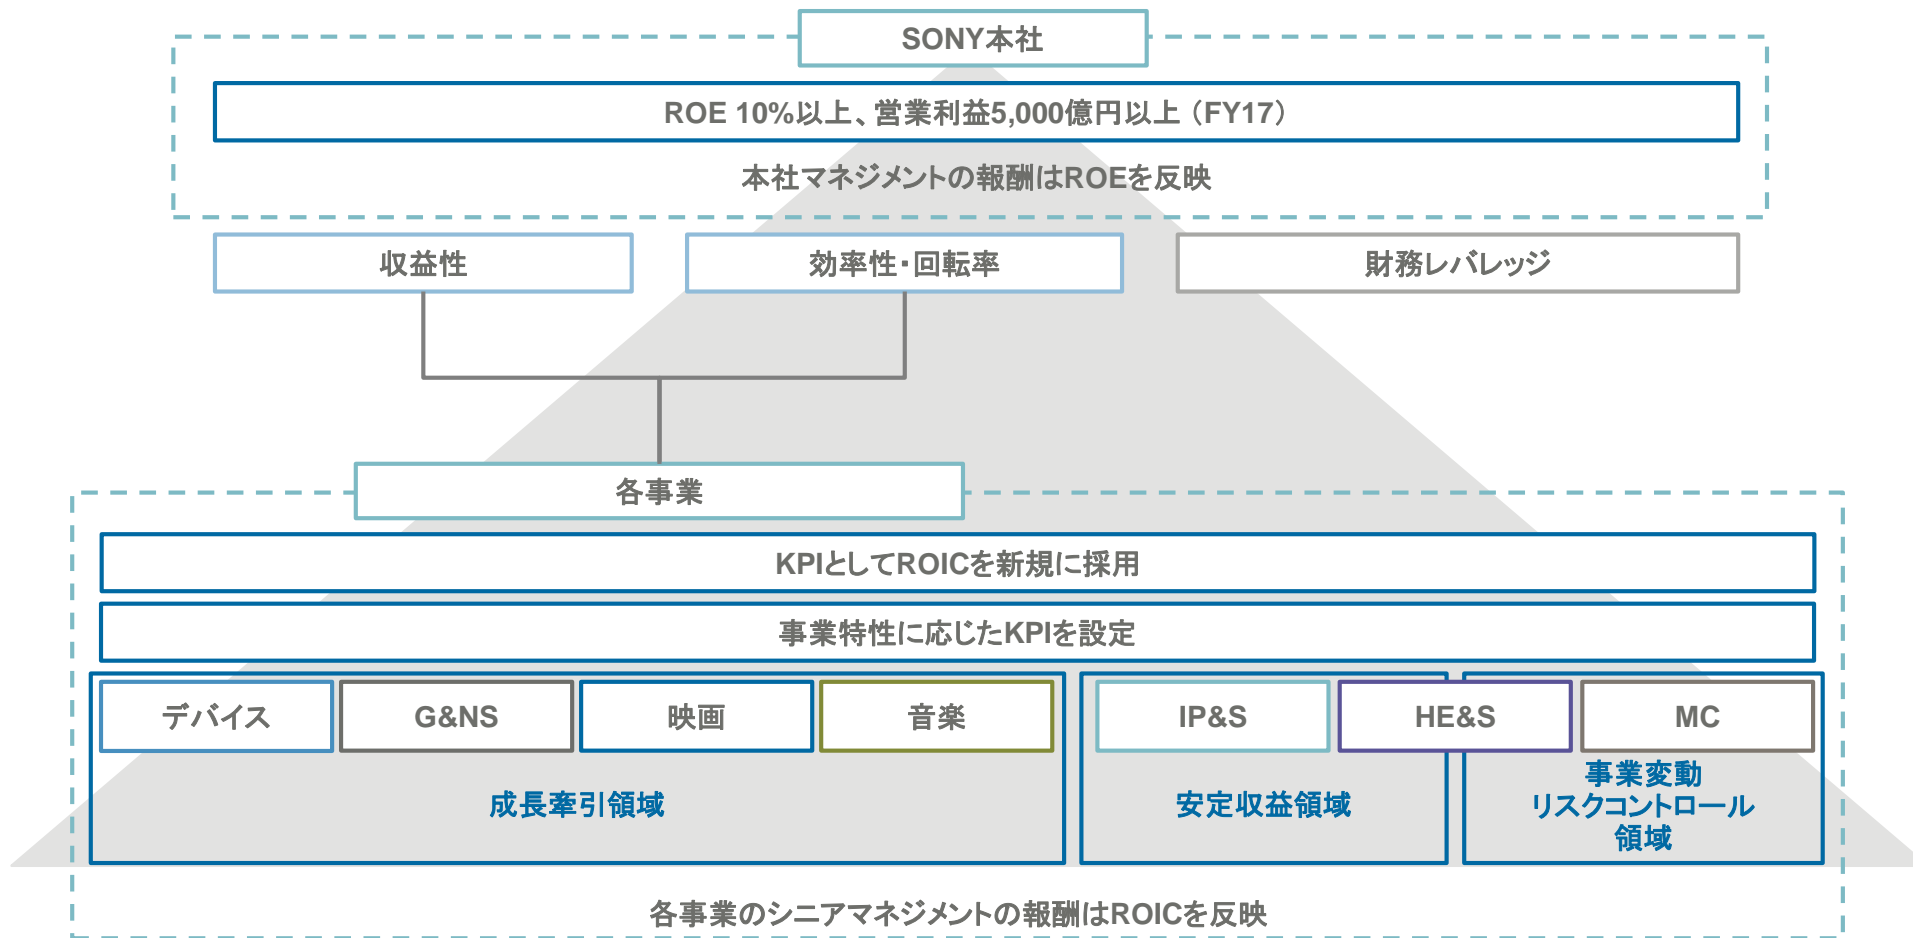 SONY本社
ROE 10%以上、営業利益5,000億円以上（FY17）
本社マネジメントの報酬はROEを反映
収益性
効率性・回転率
財務レバレッジ
各事業
KPIとしてROICを新規に採用
事業特性に応じたKPIを設定
デバイス
G&NS
映画
音楽
IP&S
HE&S
MC
成長牽引領域
安定収益領域
事業変動
リスクコントロール
領域
各事業のシニアマネジメントの報酬はROICを反映